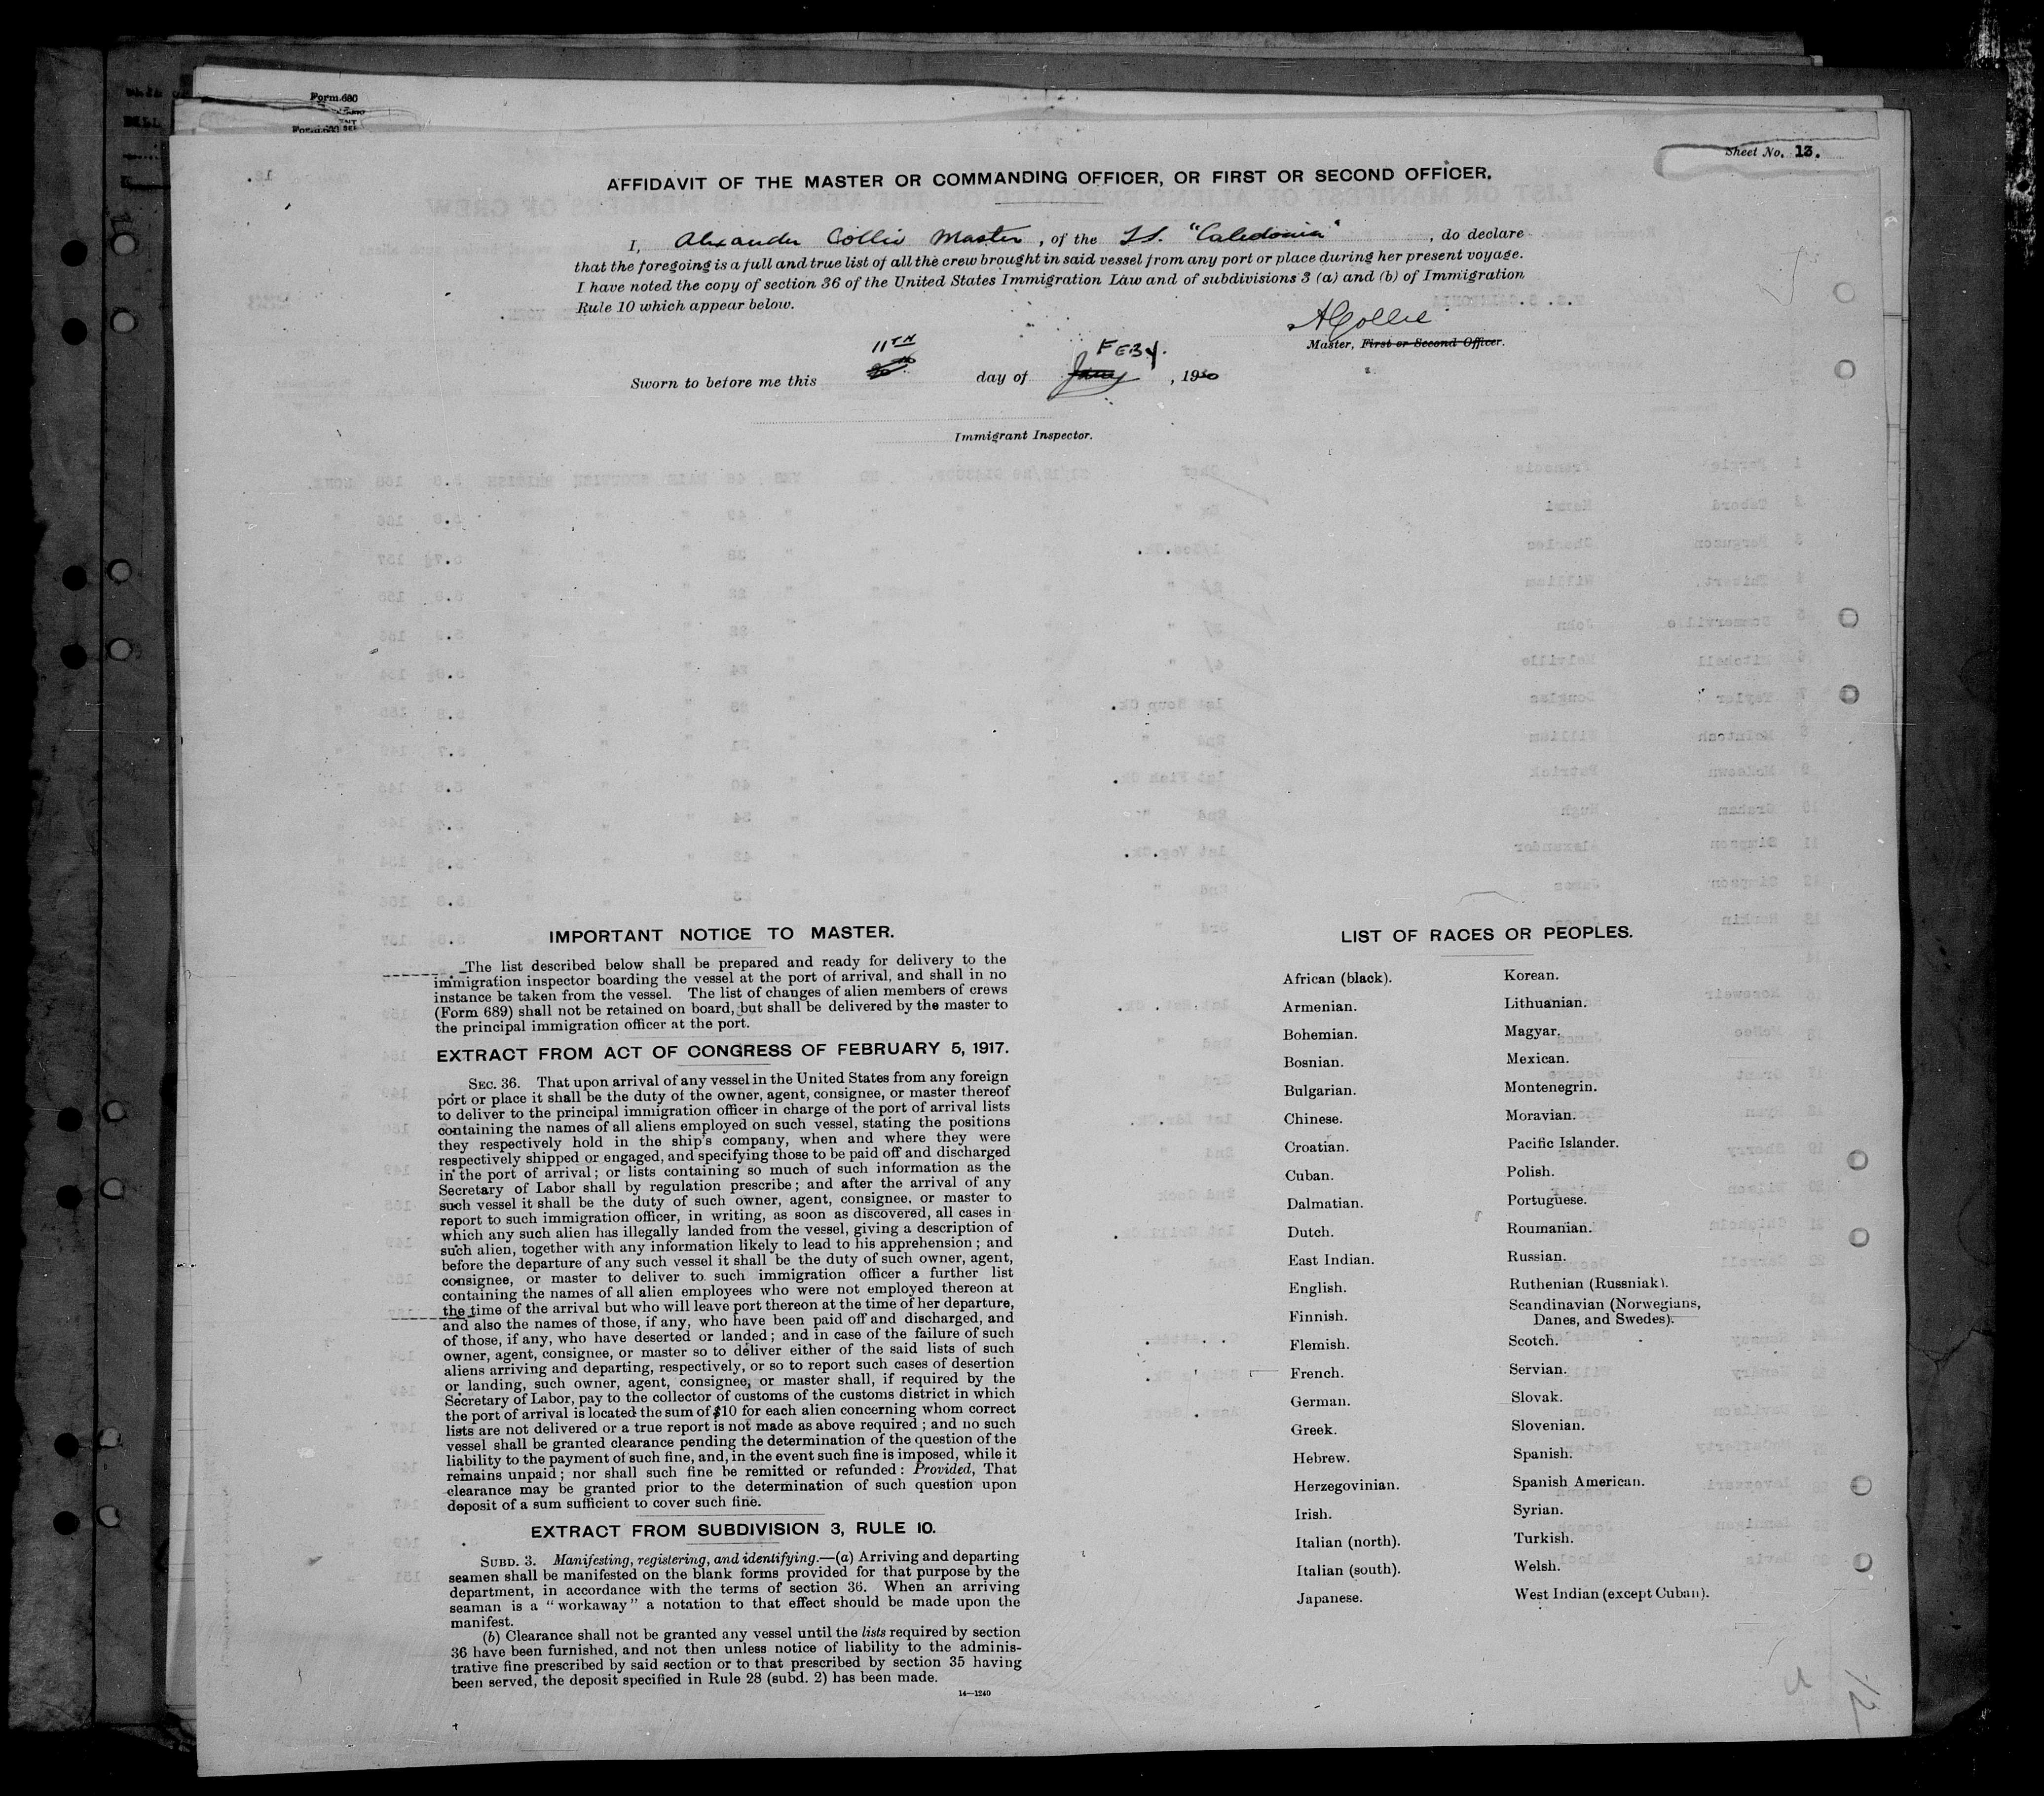 Form 680
Sheet No. 13.
AFFIDAVIT OF THE MASTER OR COMMANDING OFFICER, OR FIRST OR SECOND OFFICER.
I, Alexander Collie Master, of the SS. "Caledonia", do declare
that the foregoing is a full and true list of all the crew brought in said vessel from any port or place during her present voyage.
I have noted the copy of section 36 of the United States Immigration Law and of subdivisions 3 (a) and (b) of Immigration
Rule 10 which appear below.
ACollie
Master, First or Second Officer.
11TH FEBY.
Sworn to before me this day of Jany, 19
Immigrant Inspector.
IMPORTANT NOTICE TO MASTER.
The list described below shall be prepared and ready for delivery to the
immigration inspector boarding the vessel at the port of arrival, and shall in no
instance be taken from the vessel. The list of changes of alien members of crews
(Form 689) shall not be retained on board, but shall be delivered by the master to
the principal immigration officer at the port.
EXTRACT FROM ACT OF CONGRESS OF FEBRUARY 5, 1917.
SEC. 36. That upon arrival of any vessel in the United States from any foreign
port or place it shall be the duty of the owner, agent, consignee, or master thereof
to deliver to the principal immigration officer in charge of the port of arrival lists
containing the names of all aliens employed on such vessel, stating the positions
they respectively hold in the ship's company, when and where they were
respectively shipped or engaged, and specifying those to be paid off and discharged
in the port of arrival; or lists containing so much of such information as the
Secretary of Labor shall by regulation prescribe; and after the arrival of any
such vessel it shall be the duty of such owner, agent, consignee, or master to
report to such immigration officer, in writing, as soon as discovered, all cases in
which any such alien has illegally landed from the vessel, giving a description of
such alien, together with any information likely to lead to his apprehension; and
before the departure of any such vessel it shall be the duty of such owner, agent,
consignee, or master to deliver to such immigration officer a further list
containing the names of all alien employees who were not employed thereon at
the time of the arrival but who will leave port thereon at the time of her departure,
and also the names of those, if any, who have been paid off and discharged, and
of those, if any, who have deserted or landed; and in case of the failure of such
owner, agent, consignee, or master so to deliver either of the said lists of such
aliens arriving and departing, respectively, or so to report such cases of desertion
or landing, such owner, agent, consignee, or master shall, if required by the
Secretary of Labor, pay to the collector of customs of the customs district in which
the port of arrival is located the sum of $10 for each alien concerning whom correct
lists are not delivered or a true report is not made as above required; and no such
vessel shall be granted clearance pending the determination of the question of the
liability to the payment of such fine, and, in the event such fine is imposed, while it
remains unpaid; nor shall such fine be remitted or refunded: Provided, That
clearance may be granted prior to the determination of such question upon
deposit of a sum sufficient to cover such fine.
EXTRACT FROM SUBDIVISION 3, RULE 10.
SUBD. 3. Manifesting, registering, and identifying.—(a) Arriving and departing
seamen shall be manifested on the blank forms provided for that purpose by the
department, in accordance with the terms of section 36. When an arriving
seaman is a "workaway" a notation to that effect should be made upon the
manifest.
(b) Clearance shall not be granted any vessel until the lists required by section
36 have been furnished, and not then unless notice of liability to the adminis-
trative fine prescribed by said section or to that prescribed by section 35 having
been served, the deposit specified in Rule 28 (subd. 2) has been made.
14—1240
LIST OF RACES OR PEOPLES.
African (black).
Armenian.
Bohemian.
Bosnian.
Bulgarian.
Chinese.
Croatian.
Cuban.
Dalmatian.
Dutch.
East Indian.
English.
Finnish.
Flemish.
French.
German.
Greek.
Hebrew.
Herzegovinian.
Irish.
Italian (north).
Italian (south).
Japanese.
Korean.
Lithuanian.
Magyar.
Mexican.
Montenegrin.
Moravian.
Pacific Islander.
Polish.
Portuguese.
Roumanian.
Russian.
Ruthenian (Russniak).
Scandinavian (Norwegians,
Danes, and Swedes).
Scotch.
Servian.
Slovak.
Slovenian.
Spanish.
Spanish American.
Syrian.
Turkish.
Welsh.
West Indian (except Cuban).
12